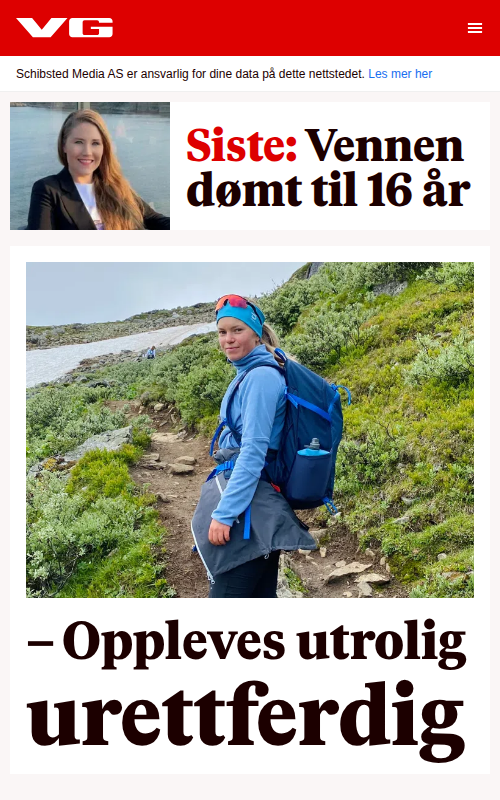 VG
Schibsted Media AS er ansvarlig for dine data på dette nettstedet. Les mer her
Siste: Vennen
dømt til 16 år
– Oppleves utrolig
urettferdig